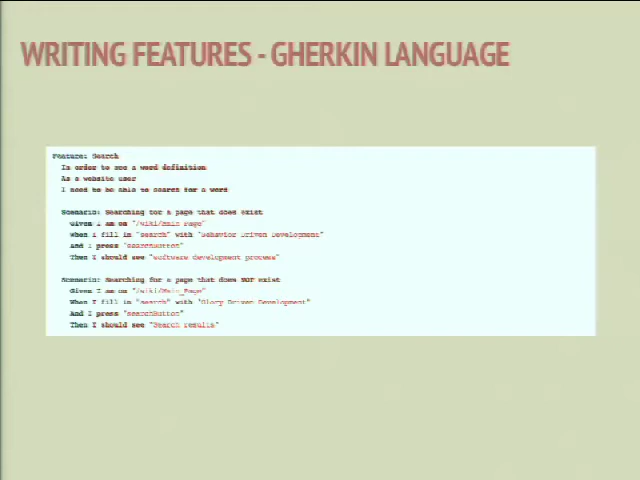 WRITING FEATURES - GHERKIN LANGUAGE
Feature: Search
In order to see a word definition
As a website user
I need to be able to search for a word
Scenario: Searching for a page that does exist
Given I am on "/wiki/Main_Page"
When I fill in "search" with "Behavior Driven Development"
And I press "searchButton"
Then I should see "software development process"
Scenario: Searching for a page that does NOT exist
Given I am on "/wiki/Main_Page"
When I fill in "search" with "Glory Driven Development"
And I press "searchButton"
Then I should see "Search results"